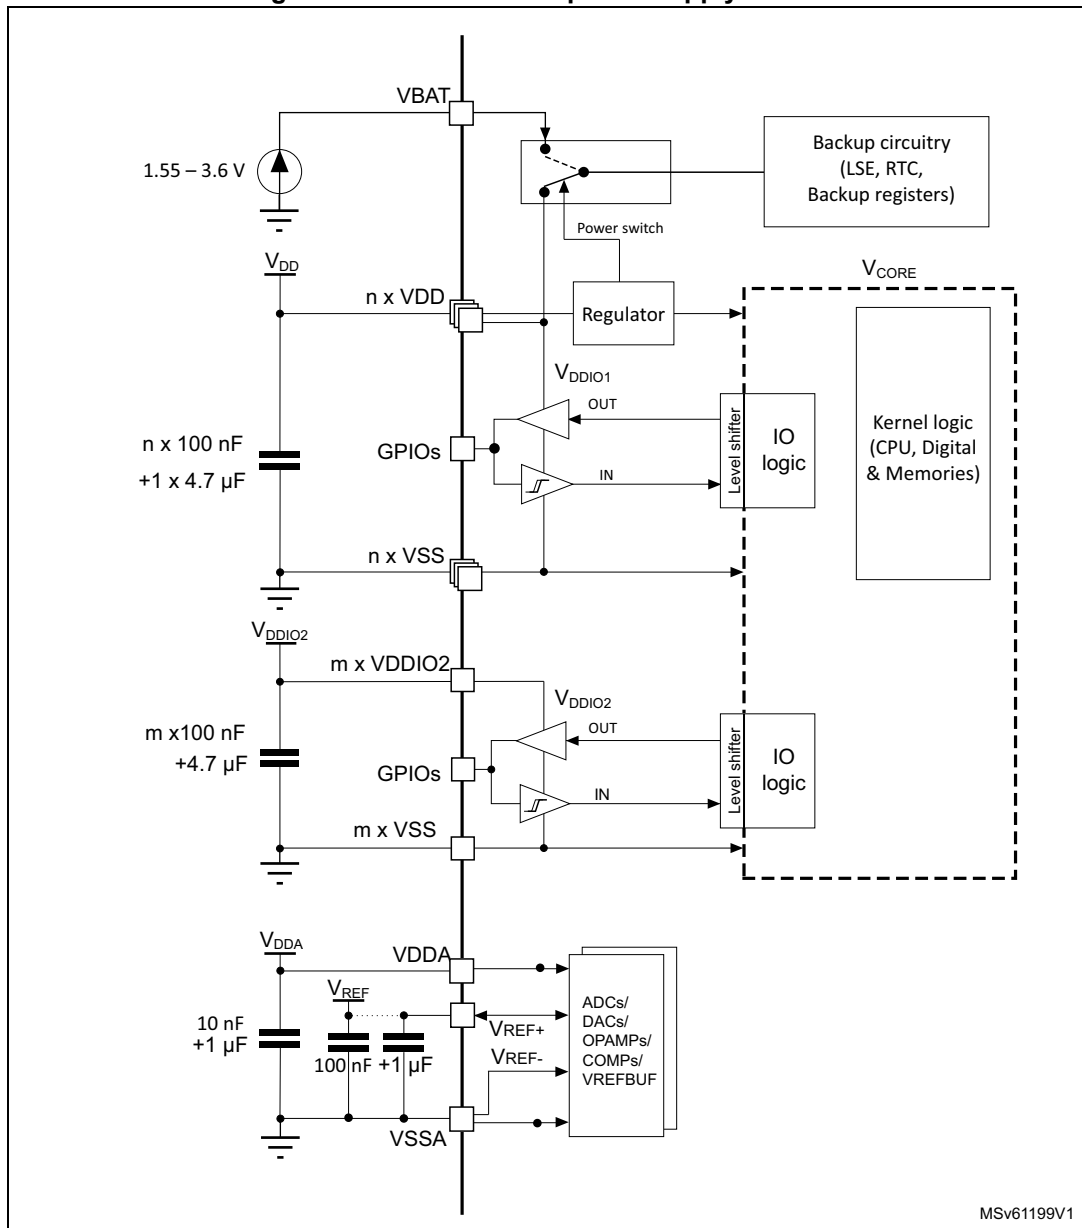 VBAT
1.55 – 3.6 V
Backup circuitry
(LSE, RTC,
Backup registers)
Power switch
VDD
n x VDD
Regulator
VCORE
VDDIO1
OUT
GPIOs
IN
Level shifter
IO
logic
Kernel logic
(CPU, Digital
& Memories)
n x 100 nF
+1 x 4.7 µF
n x VSS
VDDIO2
m x VDDIO2
VDDIO2
OUT
m x100 nF
+4.7 µF
GPIOs
IN
Level shifter
IO
logic
m x VSS
VDDA
VDDA
VREF
10 nF
+1 µF
100 nF
+1 µF
VREF+
VREF-
ADCs/
DACs/
OPAMPs/
COMPs/
VREFBUF
VSSA
MSv61199V1